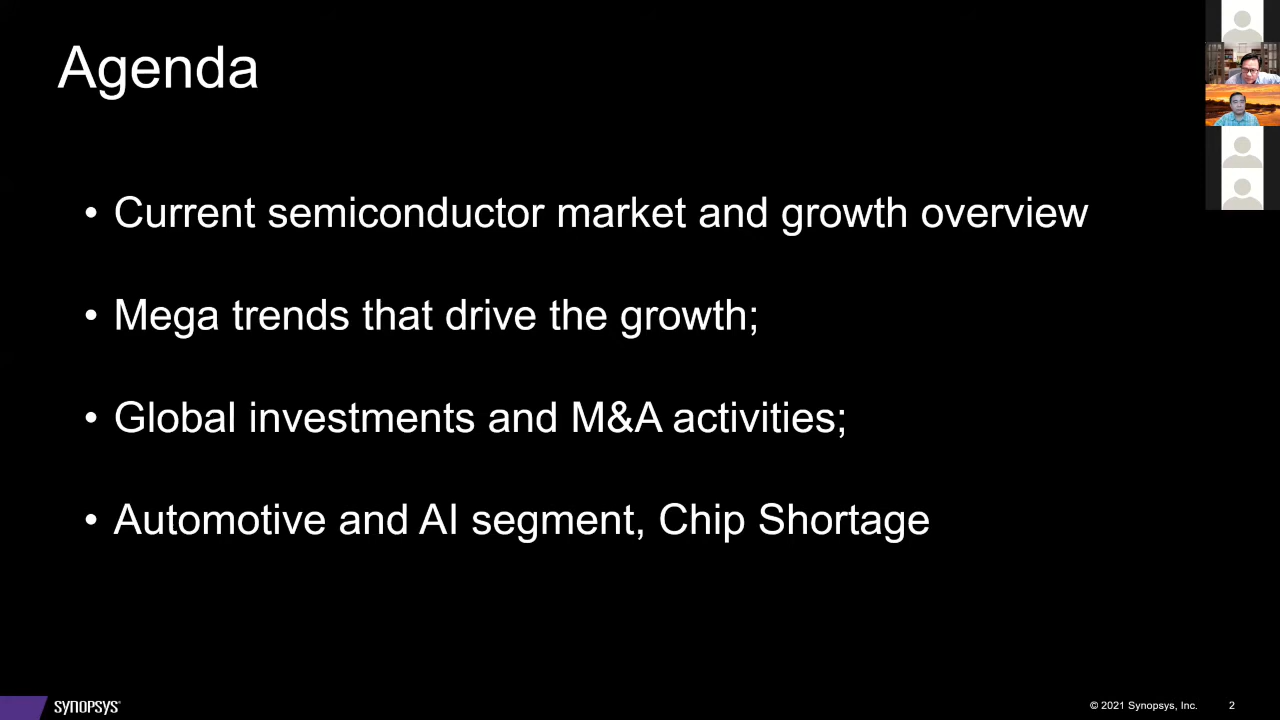 Agenda
• Current semiconductor market and growth overview
• Mega trends that drive the growth;
• Global investments and M&A activities;
• Automotive and AI segment, Chip Shortage
SYNOPSYS®
© 2021 Synopsys, Inc. 2